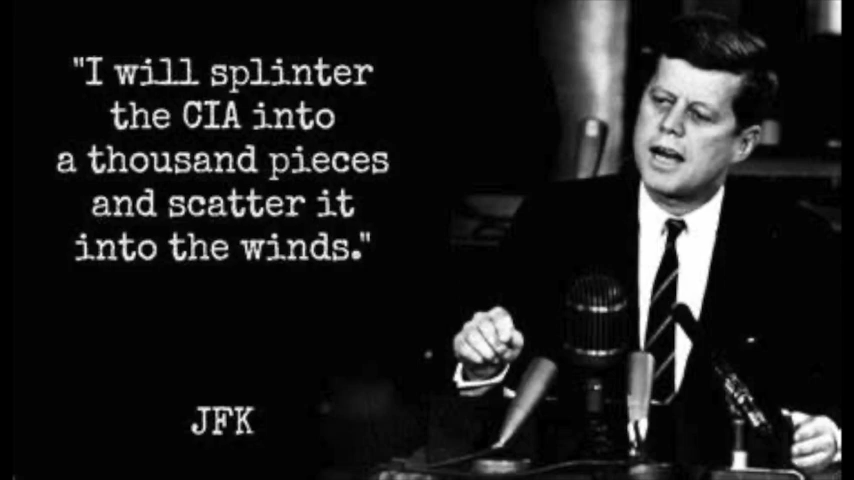 "I will splinter
the CIA into
a thousand pieces
and scatter it
into the winds."
JFK